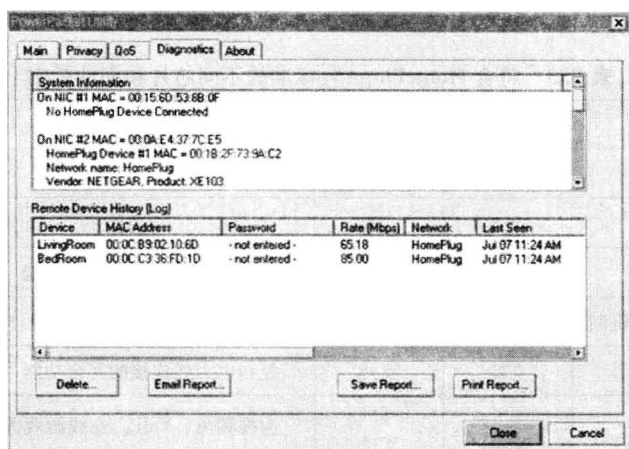 PowerPacket Utility
Main Privacy QoS Diagnostics About
System Information
On NIC #1 MAC = 00:15:6D:53:8B:0F
No HomePlug Device Connected
On NIC #2 MAC = 00:0A:E4:37:7C:E5
HomePlug Device #1 MAC = 00:1B:2F:73:9A:C2
Network name: HomePlug
Vendor: NETGEAR, Product: XE103
Remote Device History (Log)
Device MAC Address Password Rate (Mbps) Network Last Seen
LivingRoom 00:0C:B9:02:10:6D - not entered - 65.18 HomePlug Jul 07 11:24 AM
BedRoom 00:0C:C3:36:FD:1D - not entered - 85.00 HomePlug Jul 07 11:24 AM
Delete... Email Report... Save Report... Print Report...
Close Cancel